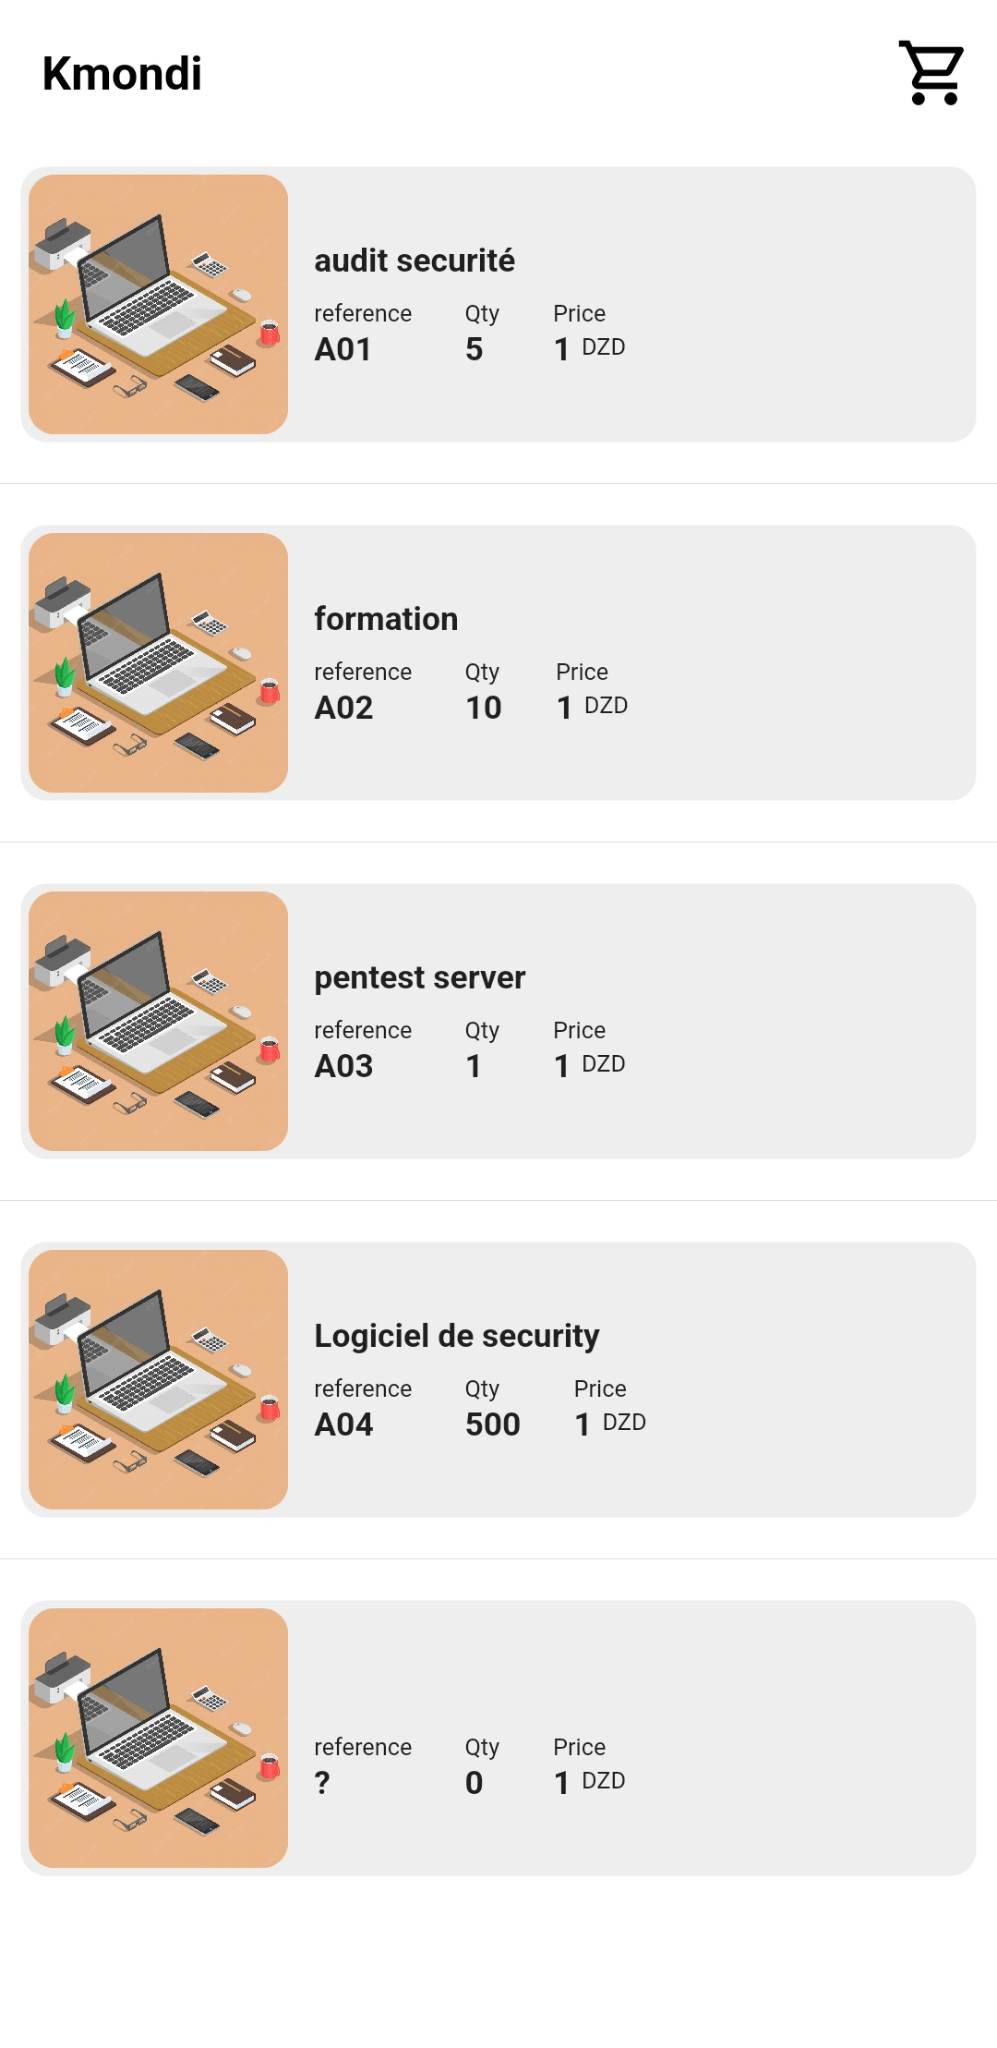 Kmondi
audit securité
reference Qty Price
A01 5 1 DZD
formation
reference Qty Price
A02 10 1 DZD
pentest server
reference Qty Price
A03 1 1 DZD
Logiciel de security
reference Qty Price
A04 500 1 DZD
reference Qty Price
? 0 1 DZD